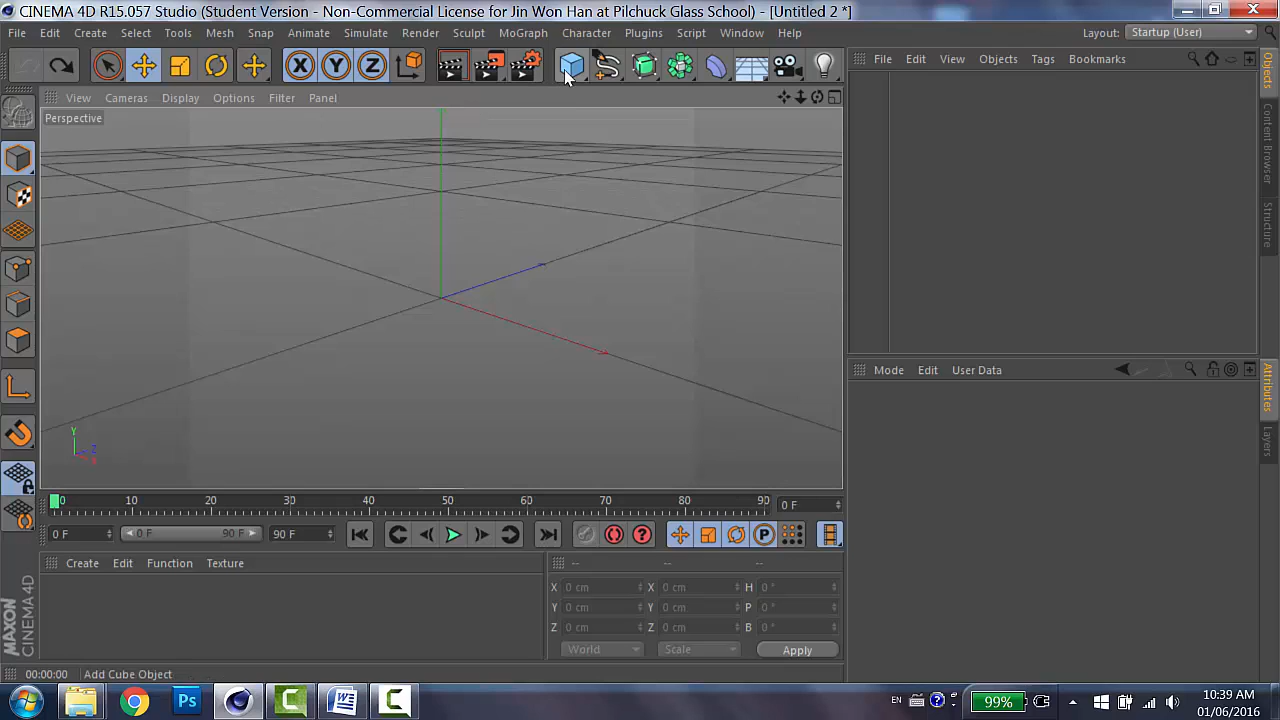 CINEMA 4D R15.057 Studio (Student Version - Non-Commercial License for Jin Won Han at Pilchuck Glass School) - [Untitled 2 *]
File Edit Create Select Tools Mesh Snap Animate Simulate Render Sculpt MoGraph Character Plugins Script Window Help Layout: Startup (User)
X Y Z
File Edit View Objects Tags Bookmarks
View Cameras Display Options Filter Panel
Perspective
Objects
Content Browser
Structure
Mode Edit User Data
Attributes
Layers
Y
Z
X
0 10 20 30 40 50 60 70 80 90 0 F
0 F 0 F 90 F 90 F P
Create Edit Function Texture -- -- --
X 0 cm X 0 cm H 0 °
Y 0 cm Y 0 cm P 0 °
Z 0 cm Z 0 cm B 0 °
World Scale Apply
MAXON CINEMA 4D
00:00:00 Add Cube Object
Ps W C C EN ? 99% 10:39 AM
01/06/2016